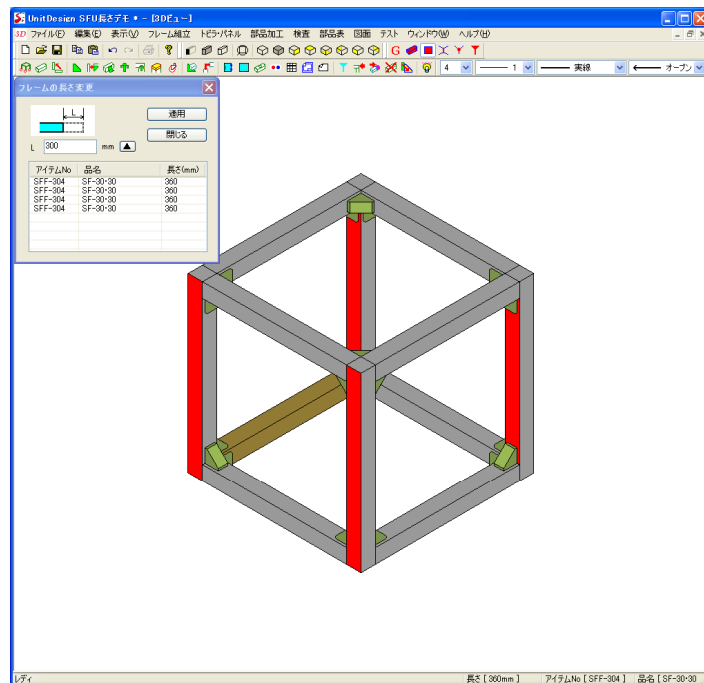 UnitDesign SFU長さデモ * - [3Dビュー]
3D ファイル(F) 編集(E) 表示(V) フレーム組立 トビラ・パネル 部品加工 検査 部品表 図面 テスト ウィンドウ(W) ヘルプ(H)
G
4 1 実線 オープン
フレームの長さ変更
L
適用
閉じる
L 300 mm
アイテムNo 品名 長さ(mm)
SFF-304 SF-30・30 360
SFF-304 SF-30・30 360
SFF-304 SF-30・30 360
SFF-304 SF-30・30 360
レディ 長さ [ 360mm ] アイテムNo [ SFF-304 ] 品名 [ SF-30・30